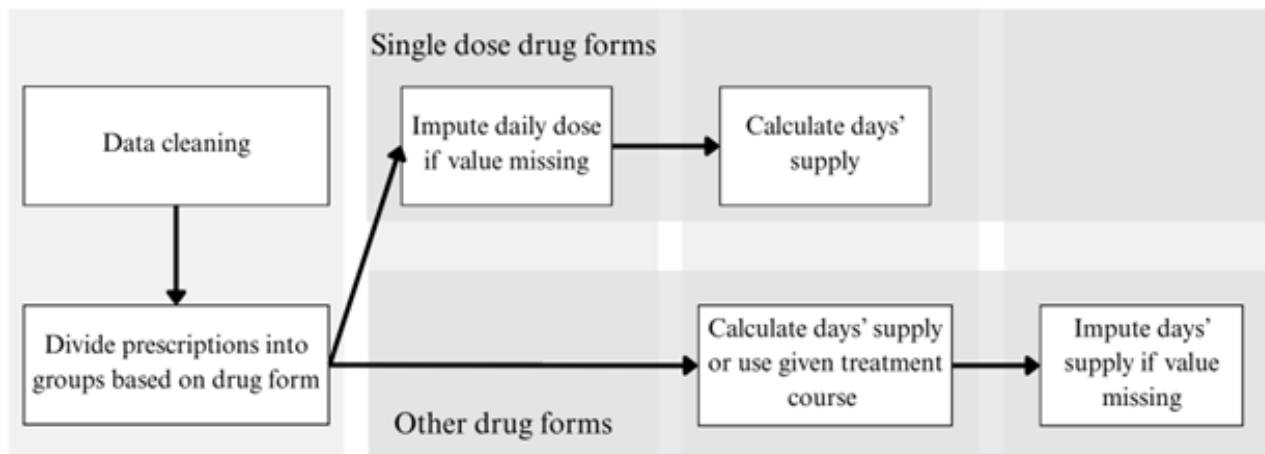 Single dose drug forms
Data cleaning
Impute daily dose
if value missing
Calculate days’
supply
Divide prescriptions into
groups based on drug form
Calculate days’ supply
or use given treatment
course
Impute days’
supply if value
missing
Other drug forms